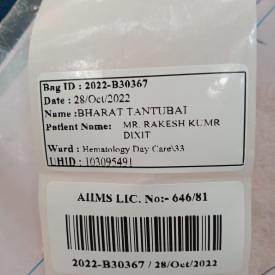 Bag ID : 2022-B30367
Date : 28/Oct/2022
Name :BHARAT TANTUBAI
Patient Name: MR. RAKESH KUMR
DIXIT
Ward : Hematology Day Care\33
UHID : 103095491
AIIMS LIC. No:- 646/81
2022-B30367 / 28/Oct/2022